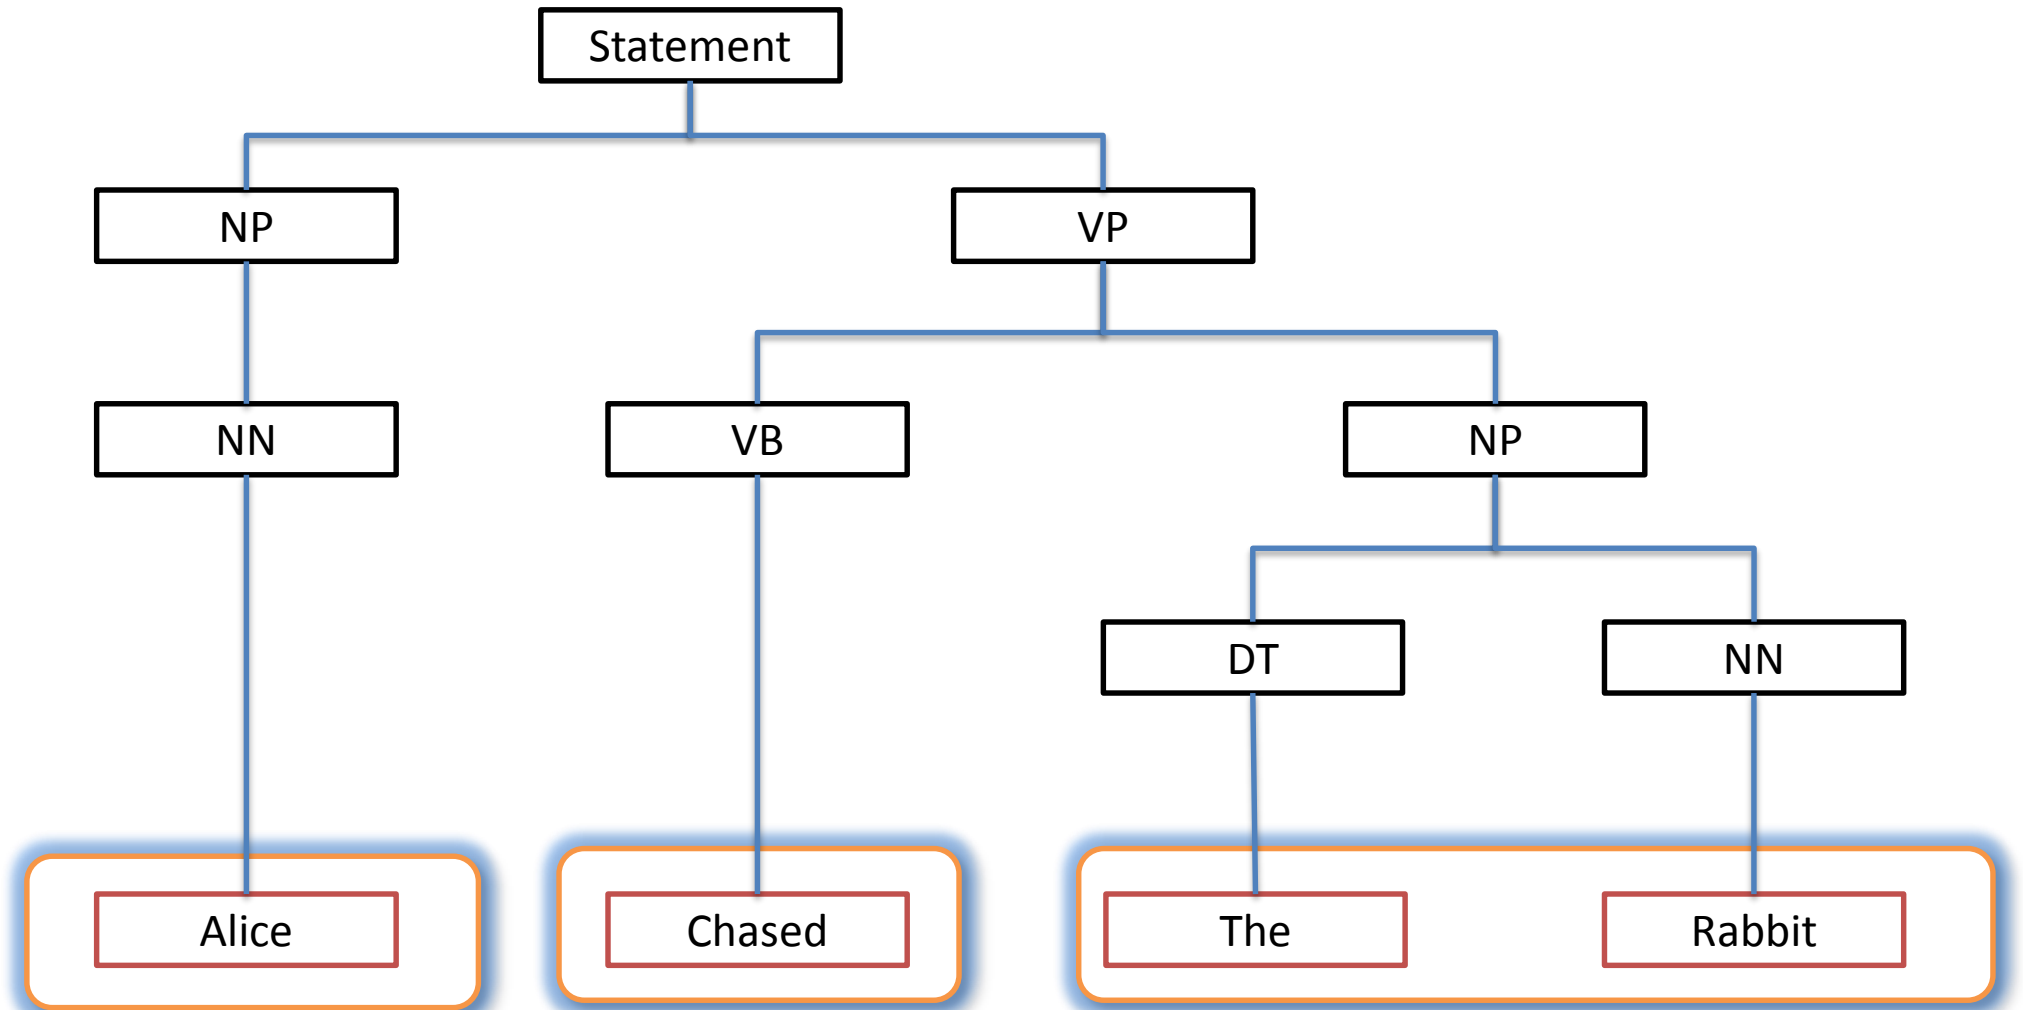 Statement
NP
VP
NN
VB
NP
DT
NN
Alice
Chased
The
Rabbit